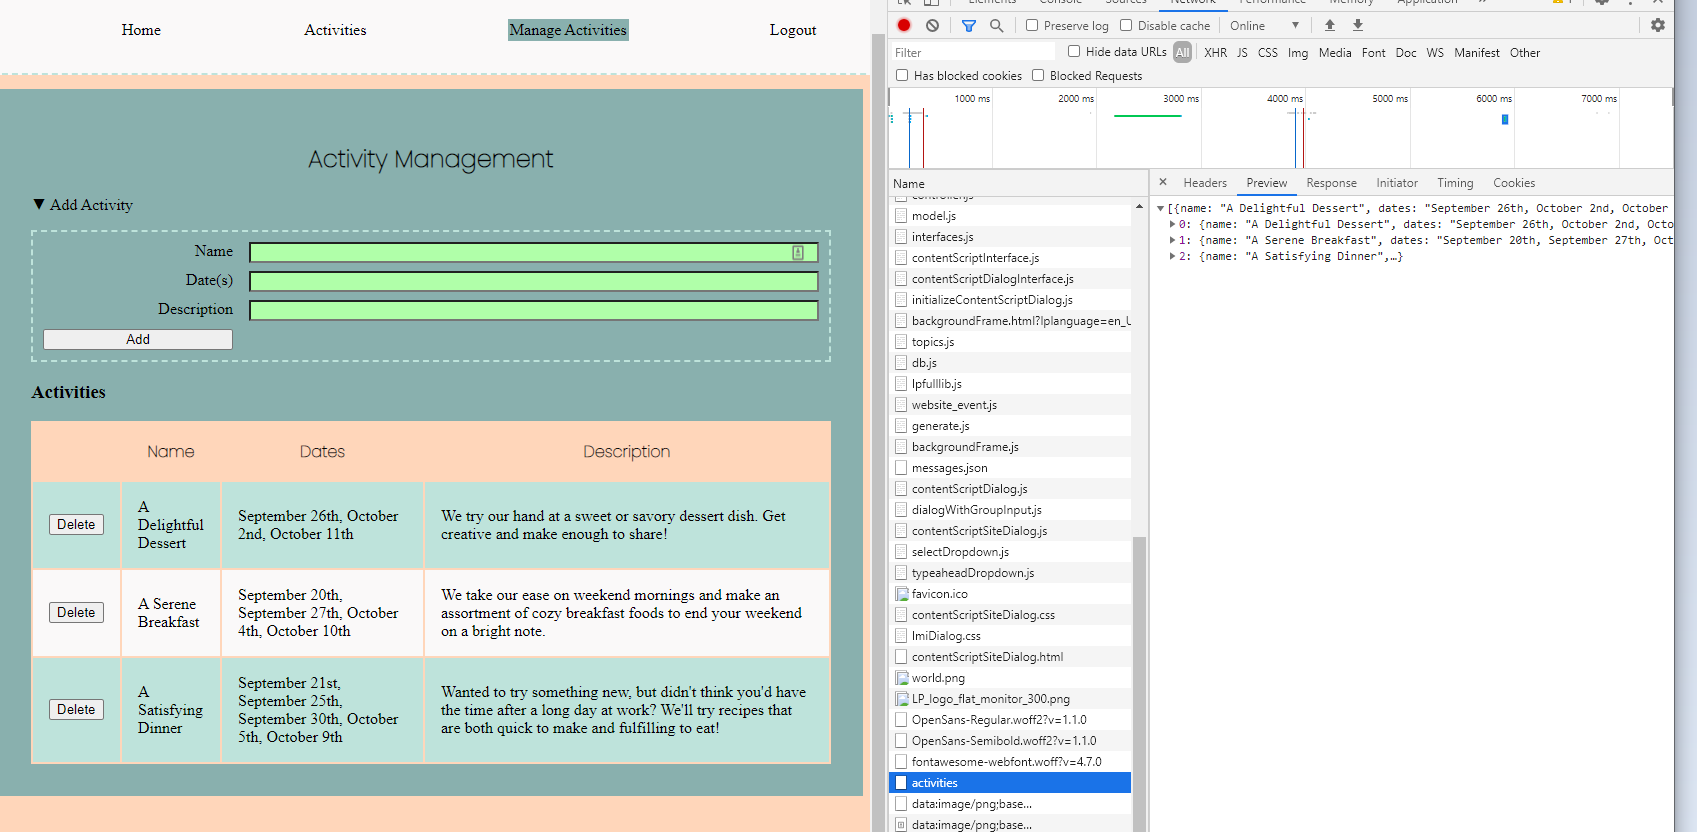 Home Activities Manage Activities Logout
Activity Management
▼ Add Activity
Name
Date(s)
Description
Add
Activities
Name Dates Description
Delete
A
Delightful
Dessert
September 26th, October
2nd, October 11th
We try our hand at a sweet or savory dessert dish. Get
creative and make enough to share!
Delete
A Serene
Breakfast
September 20th,
September 27th, October
4th, October 10th
We take our ease on weekend mornings and make an
assortment of cozy breakfast foods to end your weekend
on a bright note.
Delete
A
Satisfying
Dinner
September 21st,
September 25th,
September 30th, October
5th, October 9th
Wanted to try something new, but didn't think you'd have
the time after a long day at work? We'll try recipes that
are both quick to make and fulfilling to eat!
Elements Console Sources Network Performance Memory Application
Preserve log Disable cache Online
Filter Hide data URLs All XHR JS CSS Img Media Font Doc WS Manifest Other
Has blocked cookies Blocked Requests
1000 ms 2000 ms 3000 ms 4000 ms 5000 ms 6000 ms 7000 ms
Name
controller.js
model.js
interfaces.js
contentScriptInterface.js
contentScriptDialogInterface.js
initializeContentScriptDialog.js
backgroundFrame.html?lplanguage=en_U
topics.js
db.js
lpfulllib.js
website_event.js
generate.js
backgroundFrame.js
messages.json
contentScriptDialog.js
dialogWithGroupInput.js
contentScriptSiteDialog.js
selectDropdown.js
typeaheadDropdown.js
favicon.ico
contentScriptSiteDialog.css
lmiDialog.css
contentScriptSiteDialog.html
world.png
LP_logo_flat_monitor_300.png
OpenSans-Regular.woff2?v=1.1.0
OpenSans-Semibold.woff2?v=1.1.0
fontawesome-webfont.woff?v=4.7.0
activities
data:image/png;base...
data:image/png;base...
× Headers Preview Response Initiator Timing Cookies
▼[{name: "A Delightful Dessert", dates: "September 26th, October 2nd, October
▶0: {name: "A Delightful Dessert", dates: "September 26th, October 2nd, Octo
▶1: {name: "A Serene Breakfast", dates: "September 20th, September 27th, Oct
▶2: {name: "A Satisfying Dinner",…}